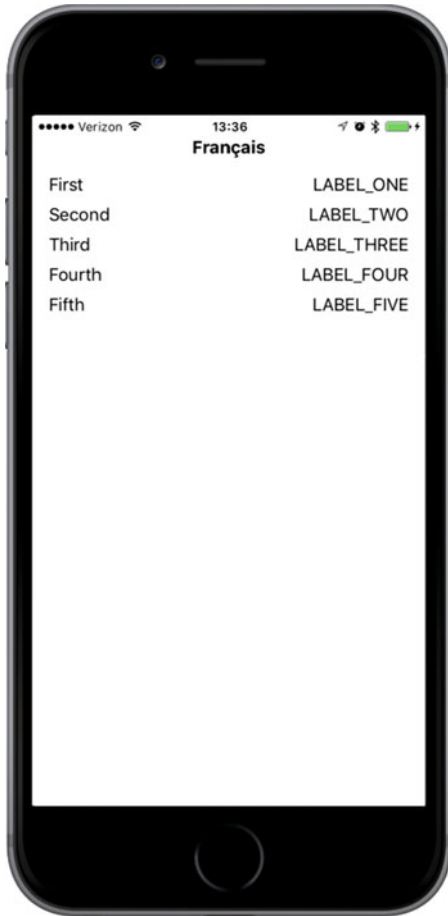 Verizon 13:36
Français
First LABEL_ONE
Second LABEL_TWO
Third LABEL_THREE
Fourth LABEL_FOUR
Fifth LABEL_FIVE